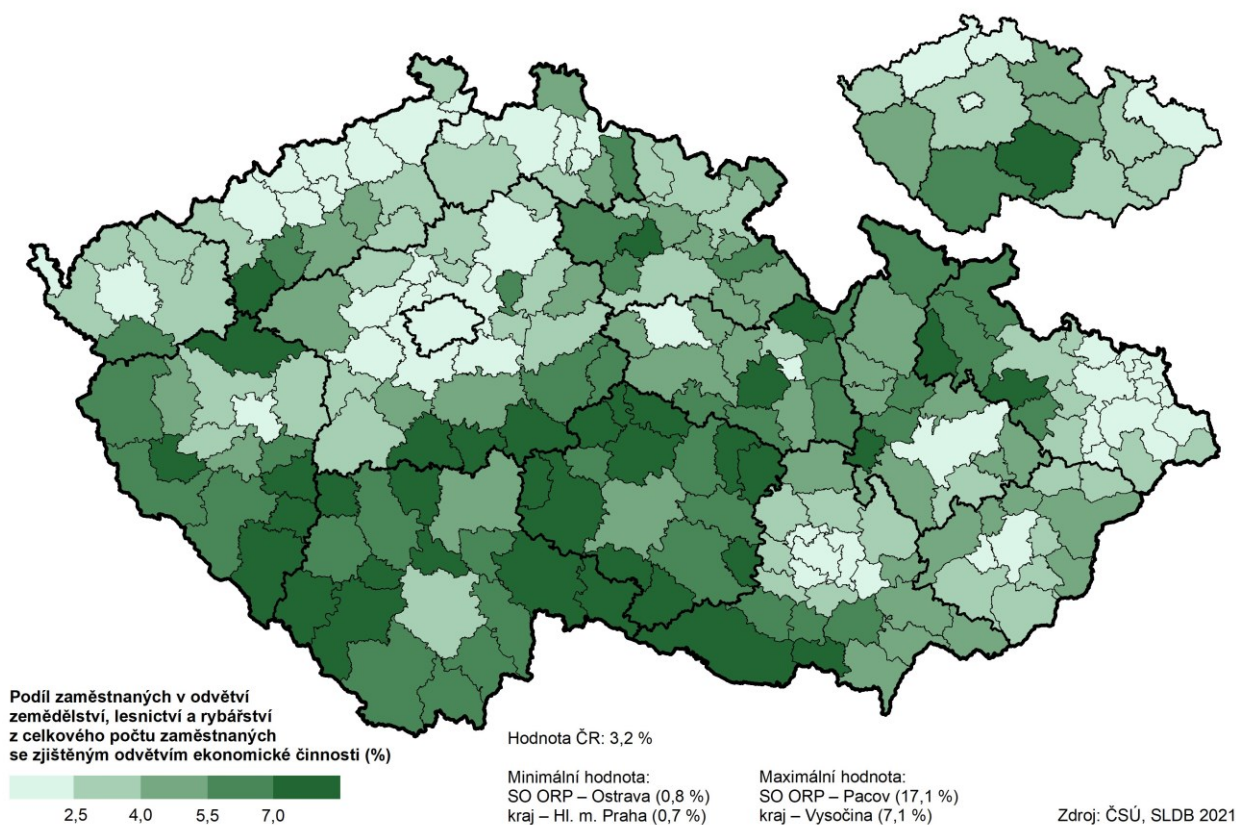 Podíl zaměstnaných v odvětví
zemědělství, lesnictví a rybářství
z celkového počtu zaměstnaných
se zjištěným odvětvím ekonomické činnosti (%)
2,5 4,0 5,5 7,0
Hodnota ČR: 3,2 %
Minimální hodnota:
SO ORP – Ostrava (0,8 %)
kraj – Hl. m. Praha (0,7 %)
Maximální hodnota:
SO ORP – Pacov (17,1 %)
kraj – Vysočina (7,1 %)
Zdroj: ČSÚ, SLDB 2021